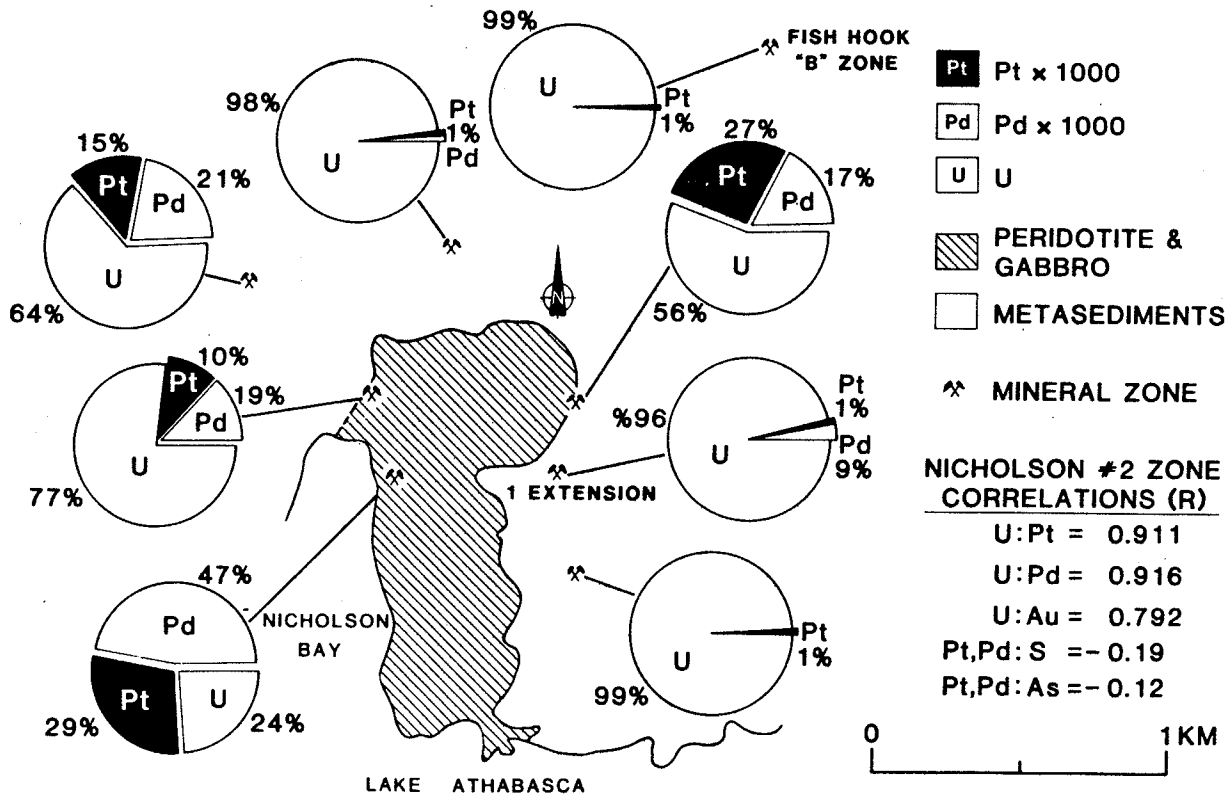 99%
U
Pt
1%
FISH HOOK
"B" ZONE
98%
U
Pt
1%
Pd
15%
Pt
21%
Pd
U
64%
27%
Pt
17%
Pd
U
56%
N
10%
Pt
19%
Pd
U
77%
%96
U
Pt
1%
Pd
9%
1 EXTENSION
47%
Pd
Pt
U
29%
24%
NICHOLSON
BAY
U
Pt
1%
99%
LAKE ATHABASCA
Pt Pt x 1000
Pd Pd x 1000
U U
PERIDOTITE &
GABBRO
METASEDIMENTS
MINERAL ZONE
NICHOLSON #2 ZONE
CORRELATIONS (R)
U:Pt = 0.911
U:Pd = 0.916
U:Au = 0.792
Pt,Pd:S =-0.19
Pt,Pd:As=-0.12
0 1 KM